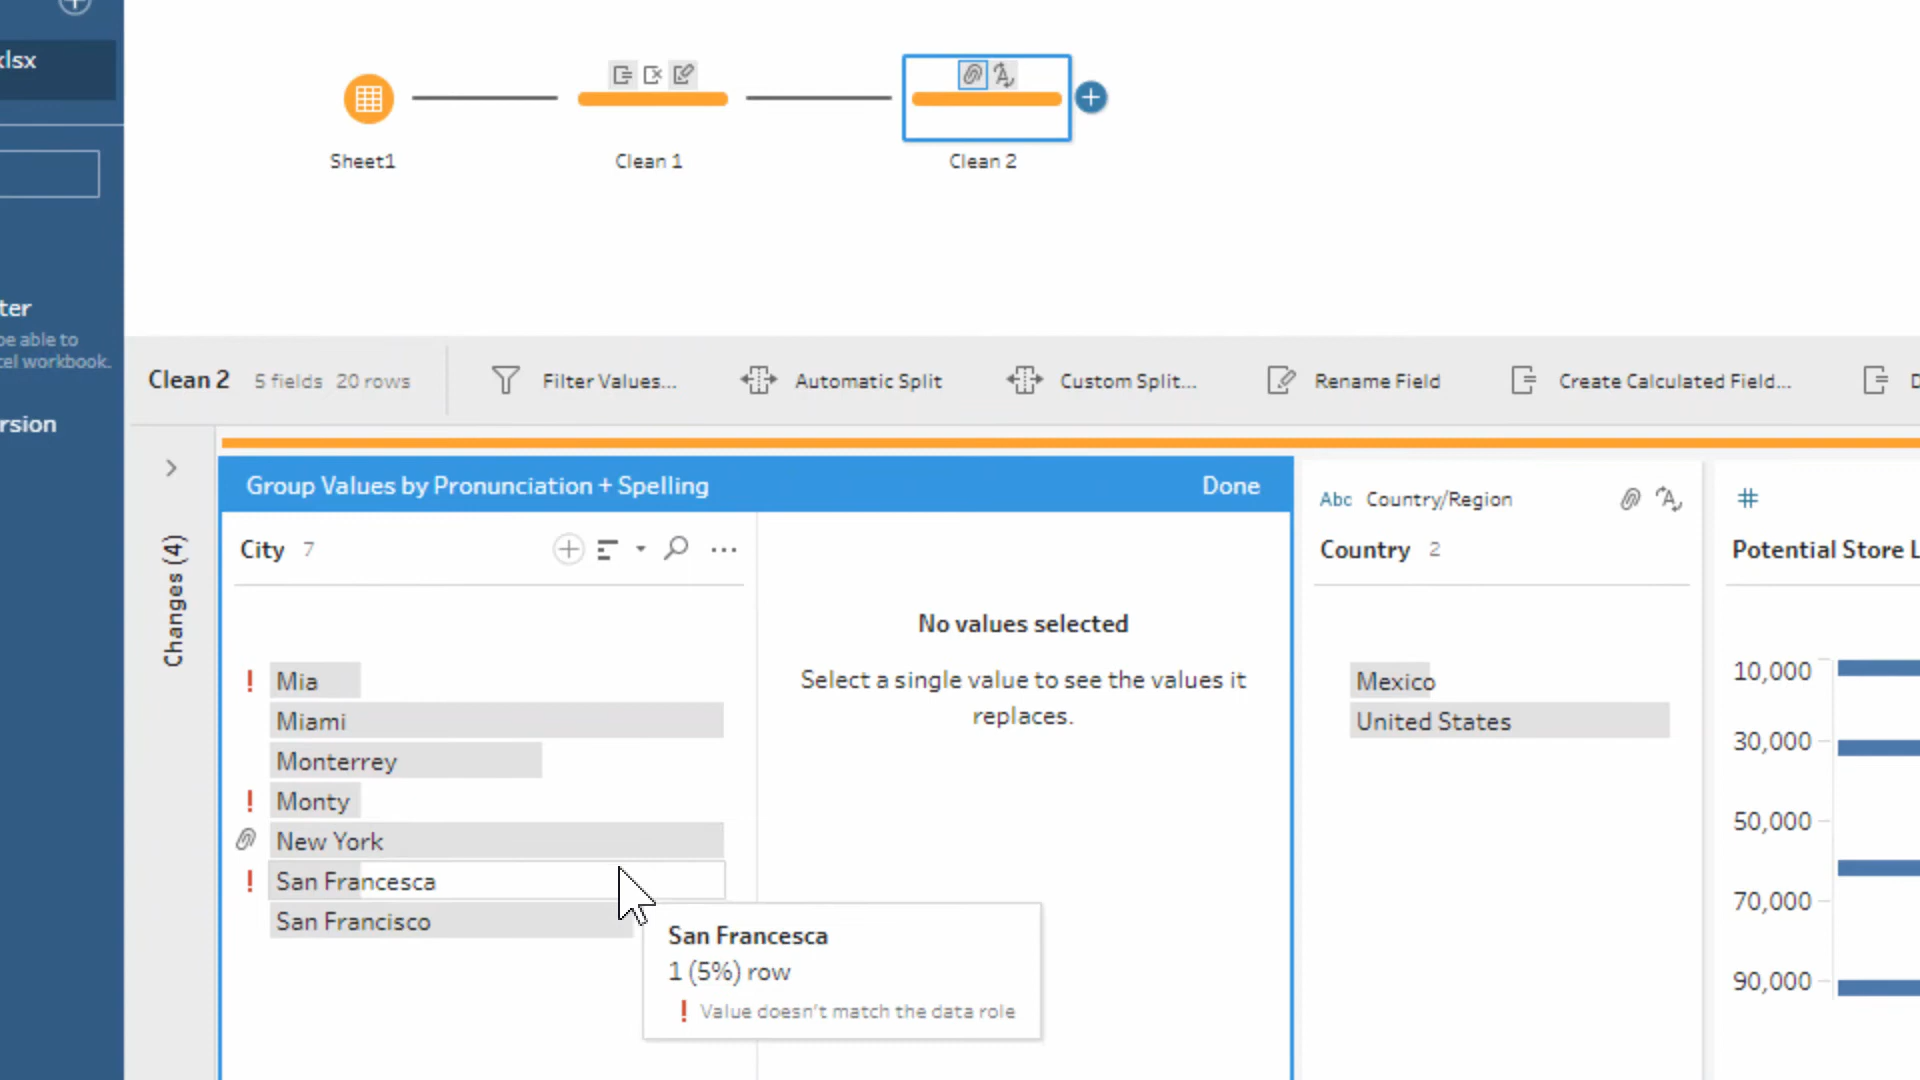 xlsx
Sheet1
Clean 1
Clean 2
ter
be able to
cel workbook.
rsion
Clean 2 5 fields 20 rows
Filter Values...
Automatic Split
Custom Split...
Rename Field
Create Calculated Field...
Changes (4)
Group Values by Pronunciation + Spelling
Done
City 7
Mia
Miami
Monterrey
Monty
New York
San Francesca
San Francisco
No values selected
Select a single value to see the values it
replaces.
San Francesca
1 (5%) row
! Value doesn't match the data role
Abc Country/Region
Country 2
Mexico
United States
#
Potential Store L
10,000
30,000
50,000
70,000
90,000